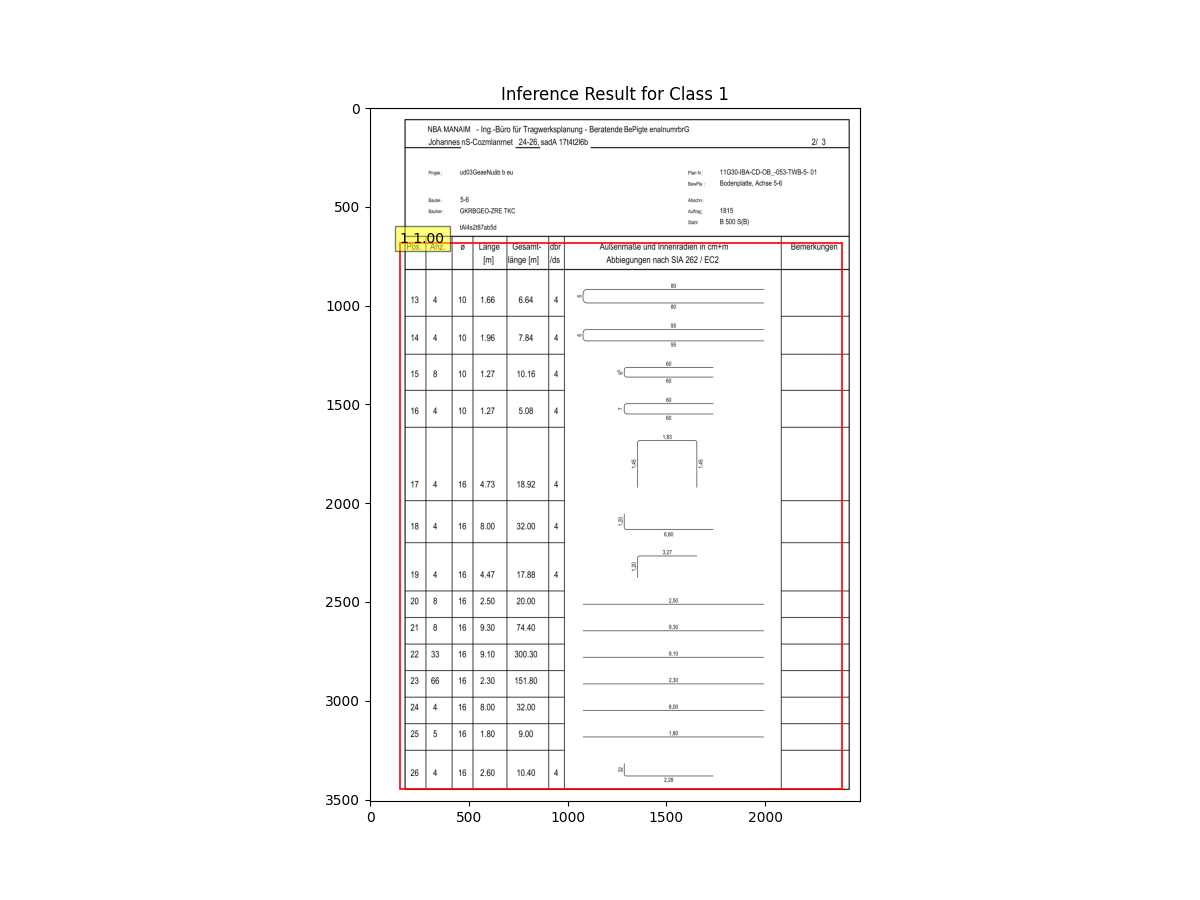 Inference Result for Class 1
NBA MANAIM - Ing.-Büro für Tragwerksplanung - Beratende BePigte enalnumrbrG
Johannes nS-Cozmlanrnet 24-26, sadA 17t4t2l6b 2/ 3
Projek : ud03GeaeNuäb b eu Plan N : 11G30-IBA-CD-OB_-053-TWB-5- 01
BewPla : Bodenplatte, Achse 5-6
Bautei : 5-6 Abschn :
Bauher : GKRBGEO-ZRE TKC Auftrag : 1815
Stahl B 500 S(B)
tAl4s2t87ab5d
1 1.00
Pos. Anz. ø Länge Gesamt- dbr Außenmaße und Innenradien in cm+m Bemerkungen
[m] länge [m] /ds Abbiegungen nach SIA 262 / EC2
80
13 4 10 1.66 6.64 4 6
80
95
14 4 10 1.96 7.84 4 6
95
60
15 8 10 1.27 10.16 4
60
60
16 4 10 1.27 5.08 4 7
60
1,83
1,45 1,45
17 4 16 4.73 18.92 4
1,20
18 4 16 8.00 32.00 4
6,80
3,27
1,20
19 4 16 4.47 17.88 4
20 8 16 2.50 20.00 2,50
21 8 16 9.30 74.40 9,30
22 33 16 9.10 300.30 9,10
23 66 16 2.30 151.80 2,30
24 4 16 8.00 32.00 8,00
25 5 16 1.80 9.00 1,80
26 4 16 2.60 10.40 4 32
2,28
0
500
1000
1500
2000
2500
3000
3500
0 500 1000 1500 2000